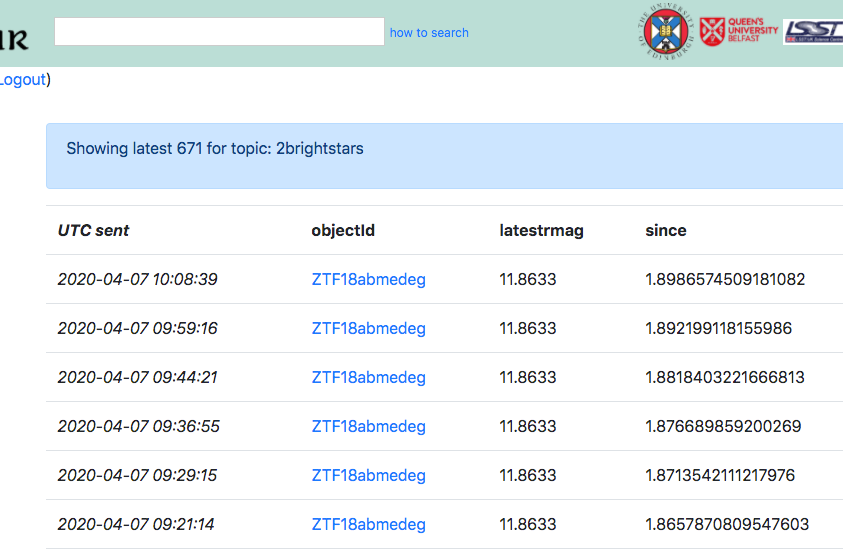 how to search
THE UNIVERSITY OF EDINBURGH
QUEEN'S
UNIVERSITY
BELFAST
LSST
Logout)
Showing latest 671 for topic: 2brightstars
UTC sent objectId latestrmag since
2020-04-07 10:08:39 ZTF18abmedeg 11.8633 1.8986574509181082
2020-04-07 09:59:16 ZTF18abmedeg 11.8633 1.892199118155986
2020-04-07 09:44:21 ZTF18abmedeg 11.8633 1.8818403221666813
2020-04-07 09:36:55 ZTF18abmedeg 11.8633 1.876689859200269
2020-04-07 09:29:15 ZTF18abmedeg 11.8633 1.8713542111217976
2020-04-07 09:21:14 ZTF18abmedeg 11.8633 1.8657870809547603